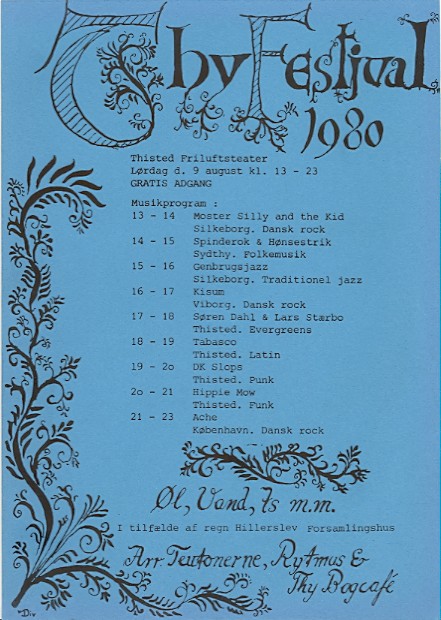 Thy Festival
1980
Thisted Friluftsteater
Lørdag d. 9 august kl. 13 - 23
GRATIS ADGANG
Musikprogram :
13 - 14 Moster Silly and the Kid
Silkeborg. Dansk rock
14 - 15 Spinderok & Hønsestrik
Sydthy. Folkemusik
15 - 16 Genbrugsjazz
Silkeborg. Traditionel jazz
16 - 17 Kisum
Viborg. Dansk rock
17 - 18 Søren Dahl & Lars Stærbo
Thisted. Evergreens
18 - 19 Tabasco
Thisted. Latin
19 - 2o DK Slops
Thisted. Punk
2o - 21 Hippie Mow
Thisted. Funk
21 - 23 Ache
København. Dansk rock
Øl, Vand, Is m.m.
I tilfælde af regn Hillerslev Forsamlingshus
Arr. Teutonerne, Rytmus &
Thy Bogcafé
Div